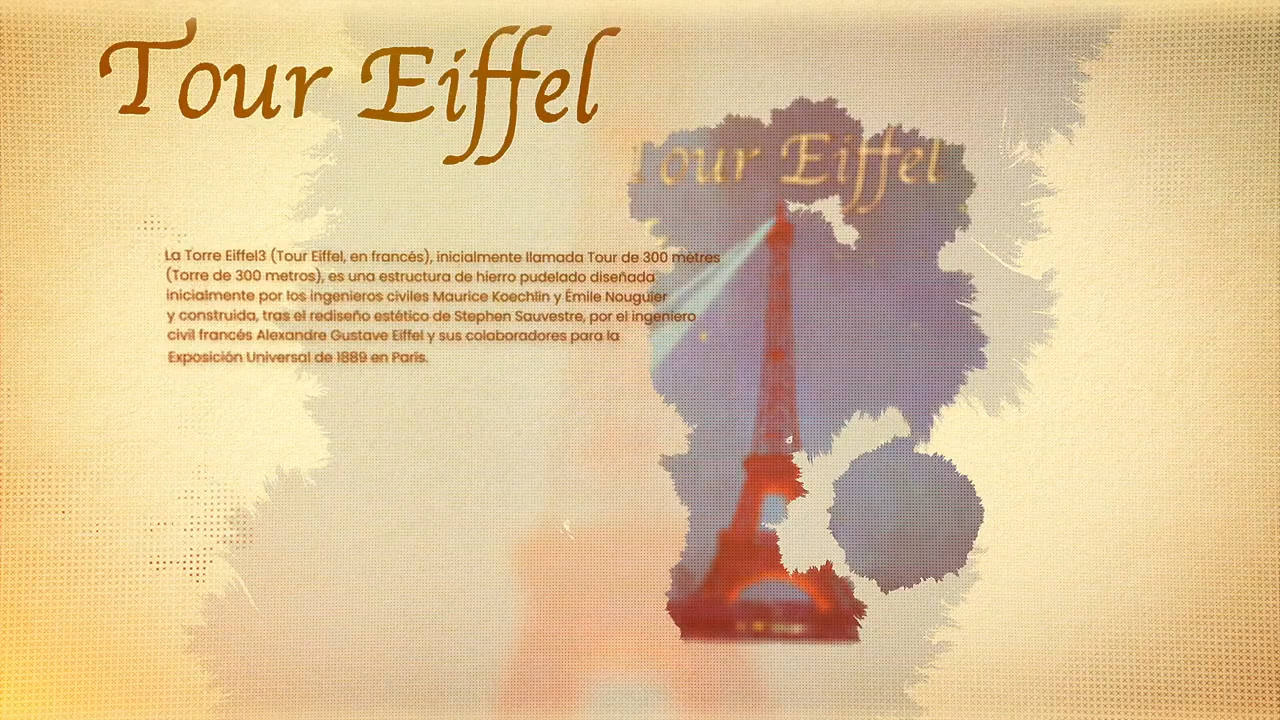 Tour Eiffel
Tour Eiffel
La Torre Eiffel3 (Tour Eiffel, en francés), inicialmente llamada Tour de 300 mètres
(Torre de 300 metros), es una estructura de hierro pudelado diseñada
inicialmente por los ingenieros civiles Maurice Koechlin y Émile Nouguier
y construida, tras el rediseño estético de Stephen Sauvestre, por el ingeniero
civil francés Alexandre Gustave Eiffel y sus colaboradores para la
Exposición Universal de 1889 en París.